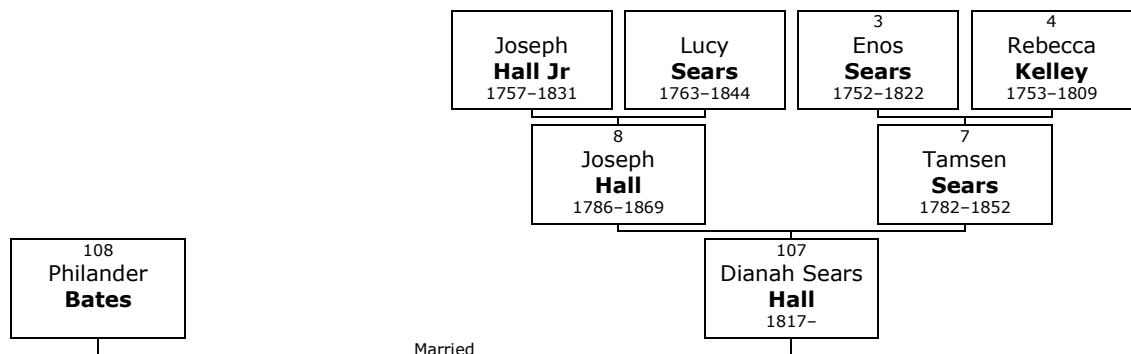 Joseph
Hall Jr
1757–1831
Lucy
Sears
1763–1844
3
Enos
Sears
1752–1822
4
Rebecca
Kelley
1753–1809
8
Joseph
Hall
1786–1869
7
Tamsen
Sears
1782–1852
108
Philander
Bates
107
Dianah Sears
Hall
1817–
Married